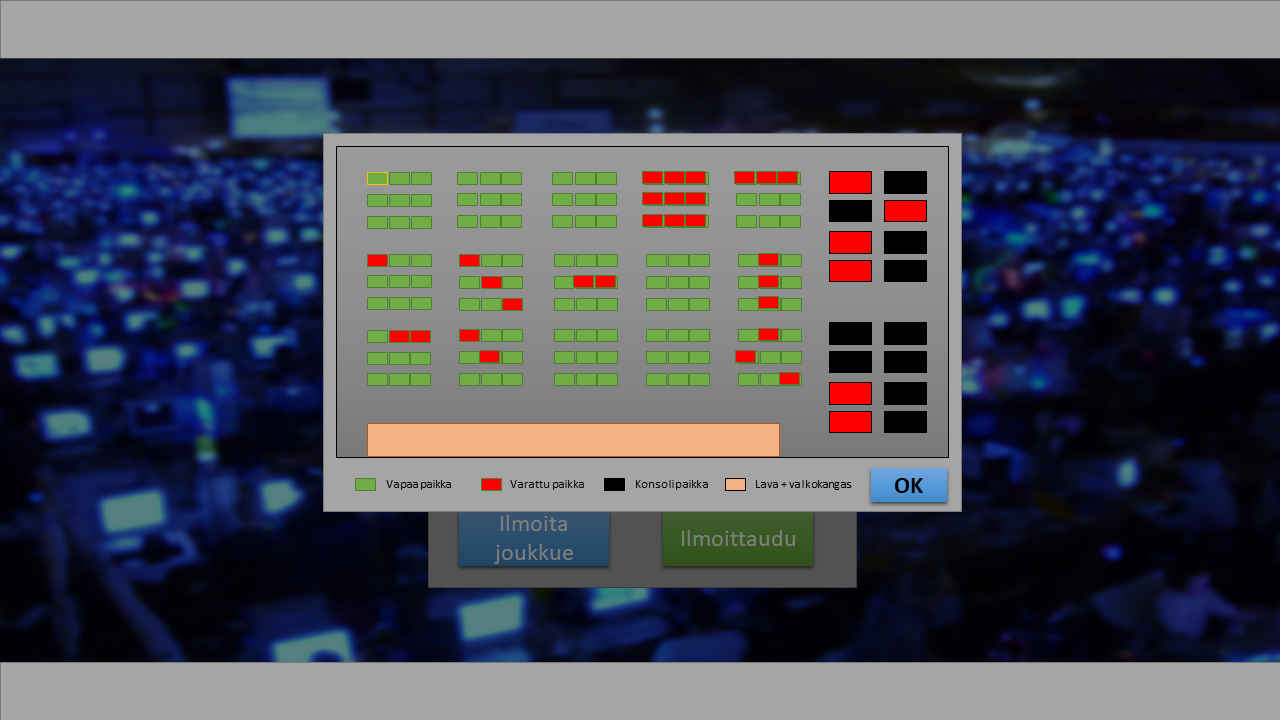 Vapaa paikka
Varattu paikka
Konsolipaikka
Lava + valkokangas
OK
Ilmoita
joukkue
Ilmoittaudu